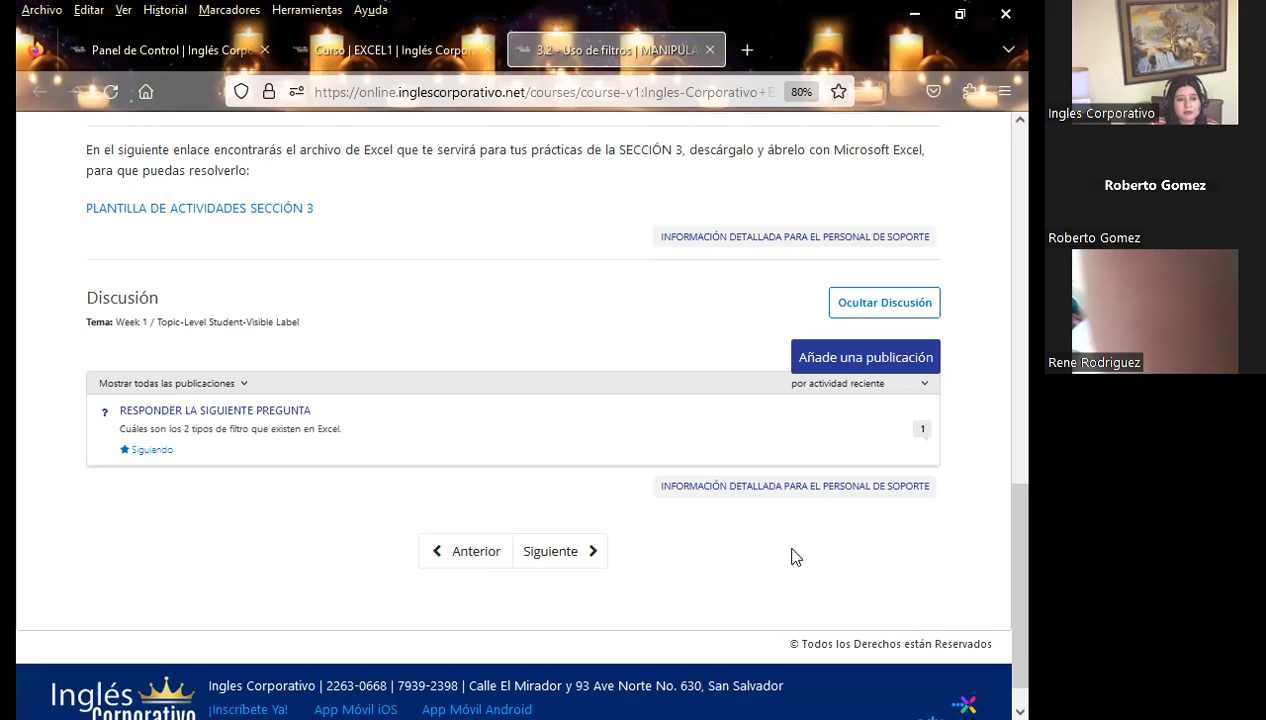 Archivo Editar Ver Historial Marcadores Herramientas Ayuda
Panel de Control | Inglés Corpo
Curso | EXCEL1 | Inglés Corpor
3.2 - Uso de filtros | MANIPULA
https://online.inglescorporativo.net/courses/course-v1:Ingles-Corporativo+E
80%
En el siguiente enlace encontrarás el archivo de Excel que te servirá para tus prácticas de la SECCIÓN 3, descárgalo y ábrelo con Microsoft Excel,
para que puedas resolverlo:
PLANTILLA DE ACTIVIDADES SECCIÓN 3
INFORMACIÓN DETALLADA PARA EL PERSONAL DE SOPORTE
Discusión
Ocultar Discusión
Tema: Week 1 / Topic-Level Student-Visible Label
Añade una publicación
Mostrar todas las publicaciones
por actividad reciente
? RESPONDER LA SIGUIENTE PREGUNTA
Cuáles son los 2 tipos de filtro que existen en Excel.
1
Siguiendo
INFORMACIÓN DETALLADA PARA EL PERSONAL DE SOPORTE
Anterior
Siguiente
© Todos los Derechos están Reservados
Inglés
Corporativo
Ingles Corporativo | 2263-0668 | 7939-2398 | Calle El Mirador y 93 Ave Norte No. 630, San Salvador
¡Inscríbete Ya! App Móvil iOS App Móvil Android
Ingles Corporativo
Roberto Gomez
Roberto Gomez
Rene Rodriguez